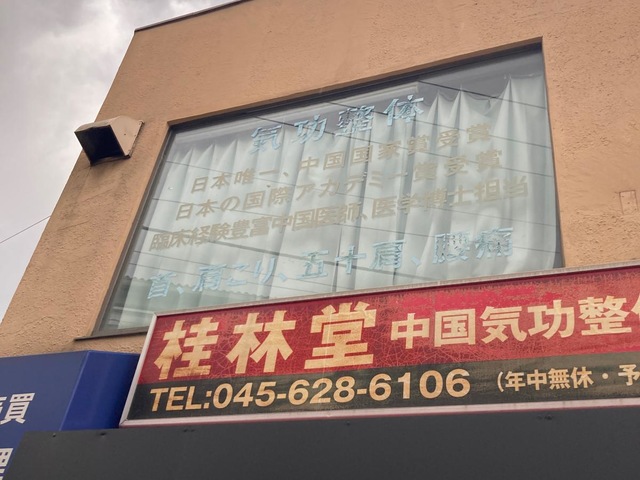 氣功整体
日本唯一、中国国家賞受賞
日本の国際アカデミー賞受賞
臨床経験豊富中国医師、医学博士担当
首、肩こり、五十肩、腰痛
桂林堂 中国気功整体
TEL:045-628-6106 (年中無休・予
買